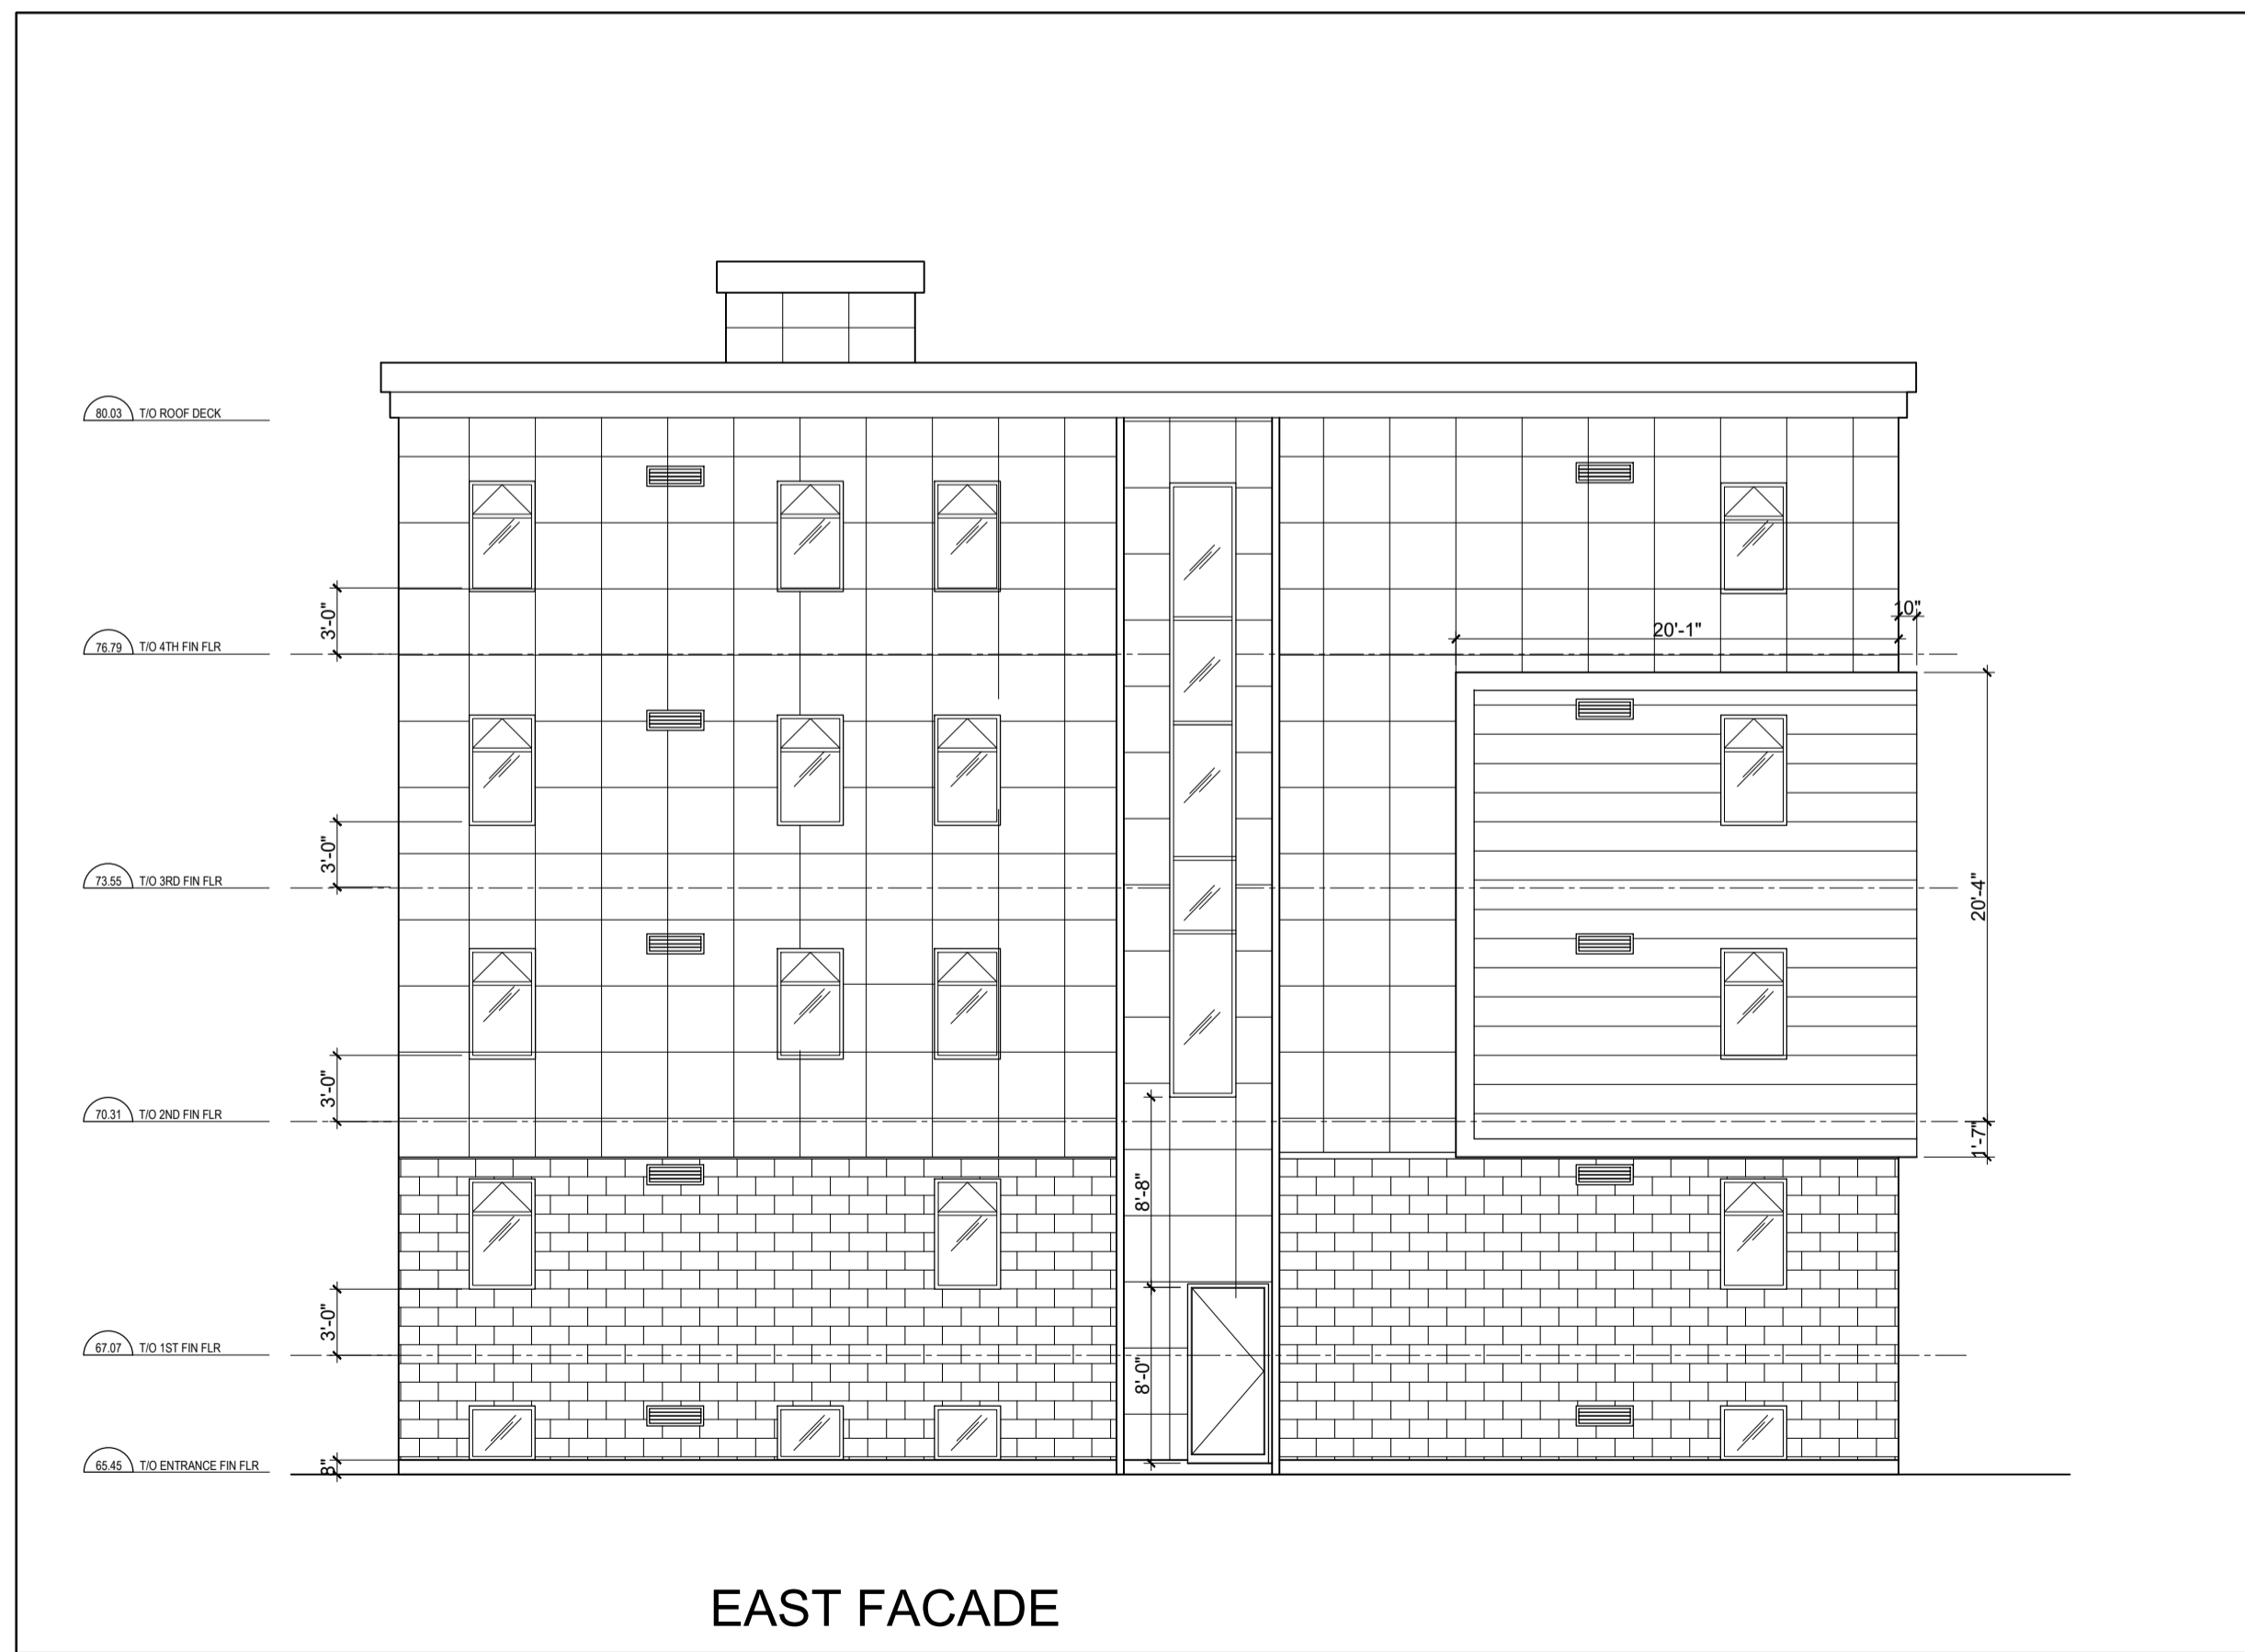 80.03 T/O ROOF DECK
3'-0"
10"
20'-1"
76.79 T/O 4TH FIN FLR
3'-0"
73.55 T/O 3RD FIN FLR
20'-4"
3'-0"
70.31 T/O 2ND FIN FLR
1'-7"
8'-8"
3'-0"
67.07 T/O 1ST FIN FLR
8'-0"
65.45 T/O ENTRANCE FIN FLR
8"
EAST FACADE